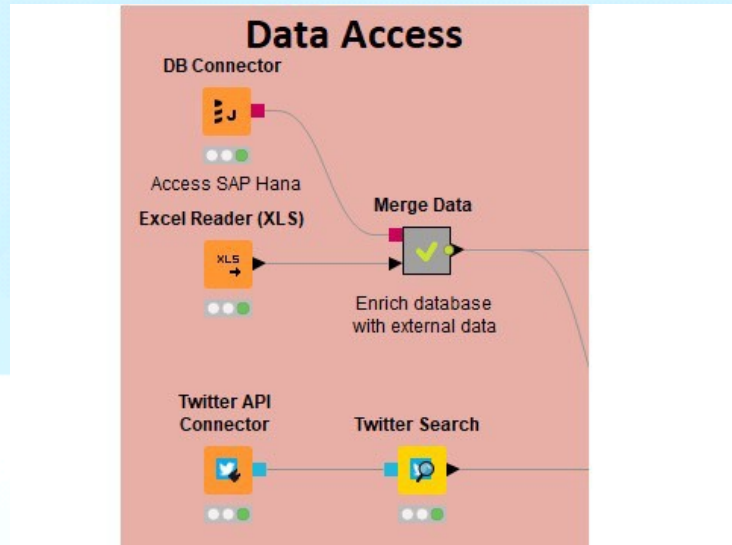 Data Access
DB Connector
J
Access SAP Hana
Merge Data
Excel Reader (XLS)
XLS
Enrich database
with external data
Twitter API
Connector
Twitter Search